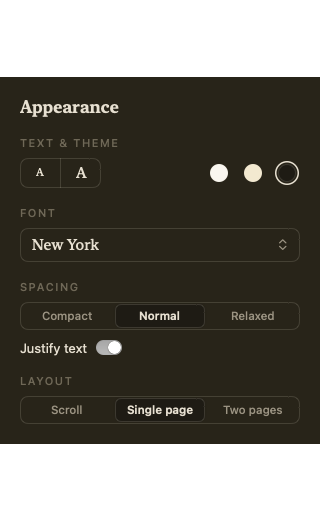 Appearance
TEXT & THEME
A A
FONT
New York
SPACING
Compact Normal Relaxed
Justify text
LAYOUT
Scroll Single page Two pages